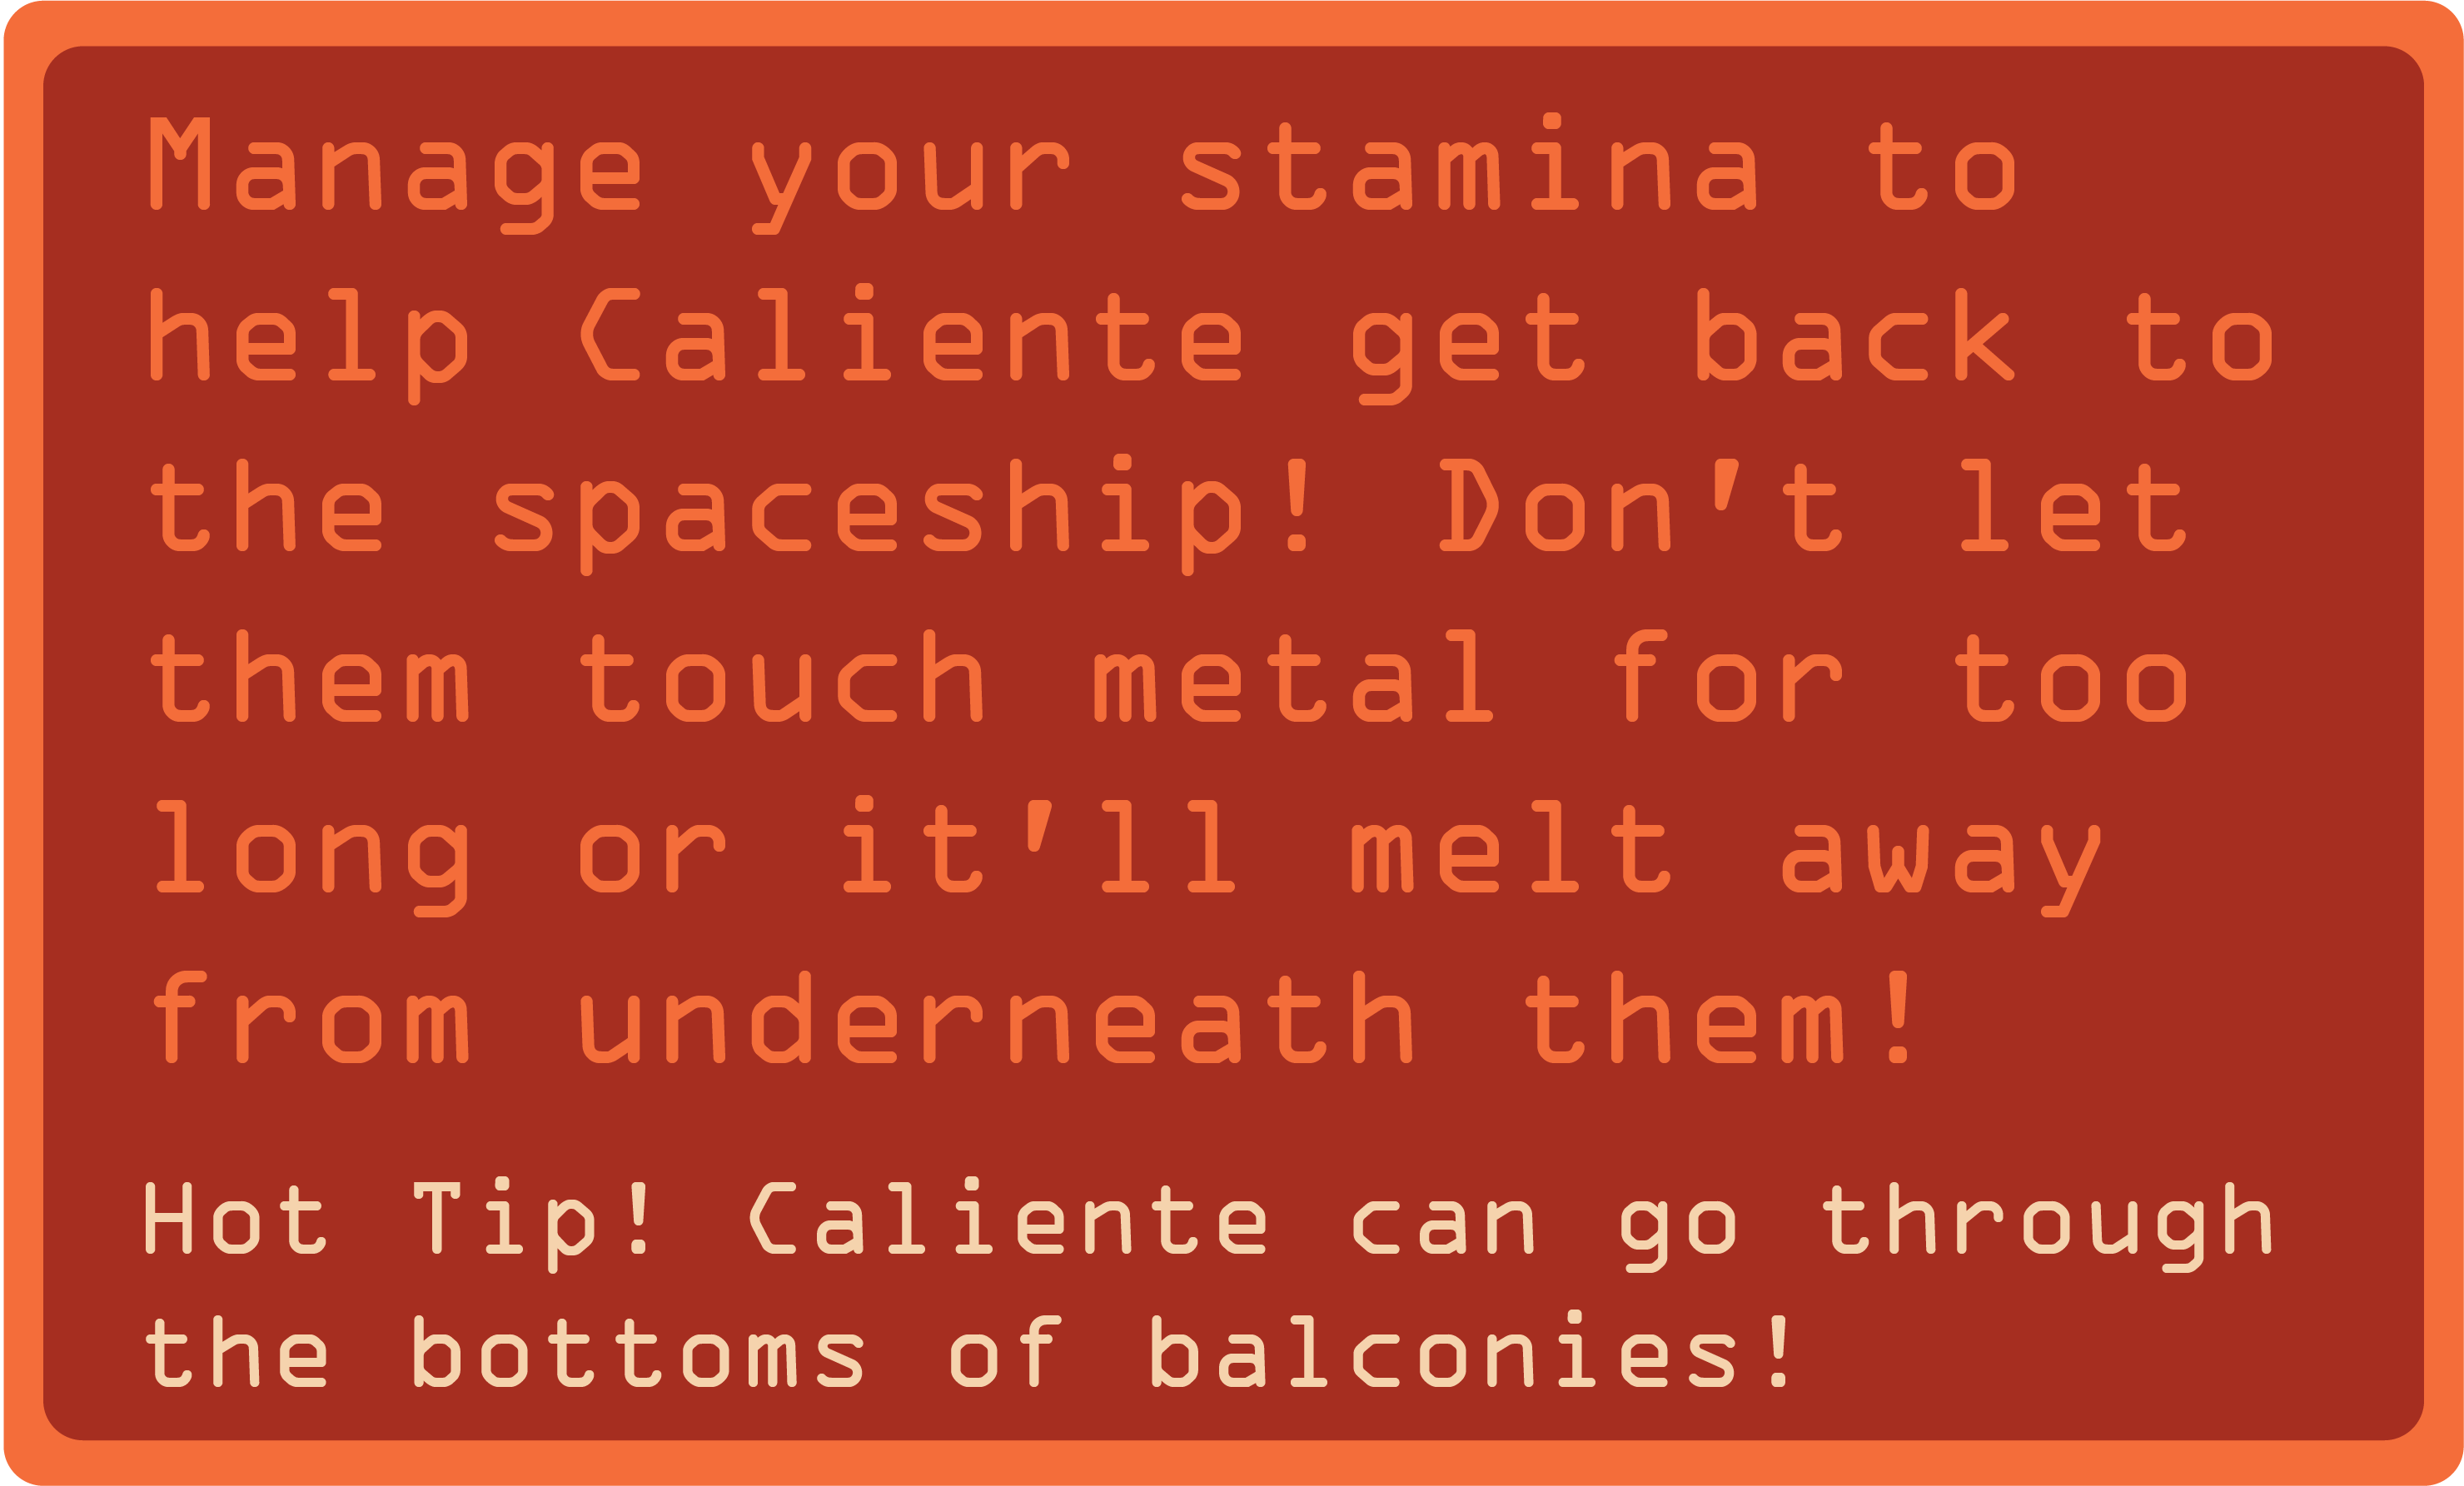 Manage your stamina to
help Caliente get back to
the spaceship! Don't let
them touch metal for too
long or it'll melt away
from underneath them!
Hot Tip! Caliente can go through
the bottoms of balconies!